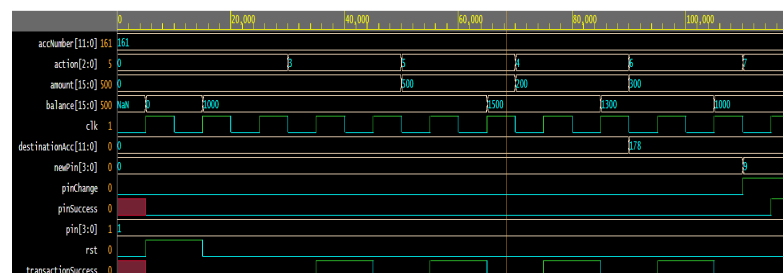 0 20,000 40,000 60,000 80,000 100,000
accNumber[11:0] 161 161
action[2:0] 5 0 3 5 4 6 7
amount[15:0] 500 0 500 200 300
balance[15:0] 500 NaN 0 1000 1500 1300 1000
clk 1
destinationAcc[11:0] 0 0 178
newPin[3:0] 0 0 9
pinChange 0
pinSuccess 0
pin[3:0] 1 1
rst 0
transactionSuccess 0